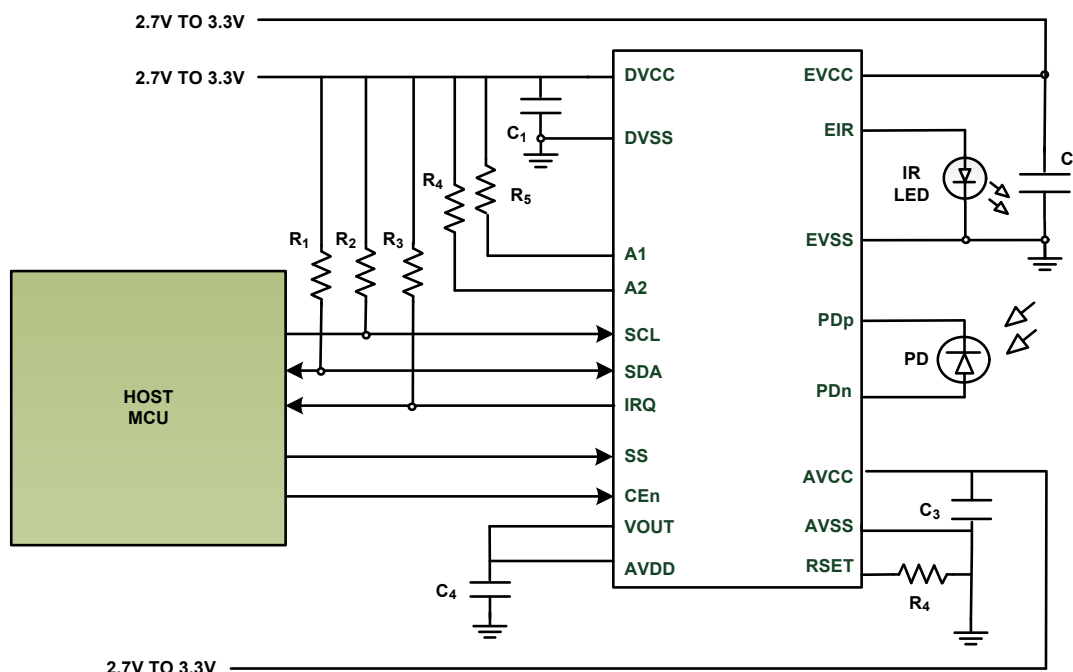 2.7V TO 3.3V
2.7V TO 3.3V
DVCC
EVCC
C1
DVSS
EIR
R4
R5
IR
LED
C
R1
R2
R3
A1
EVSS
A2
SCL
PDp
SDA
PD
HOST
MCU
IRQ
PDn
SS
AVCC
CEn
C3
VOUT
AVSS
C4
AVDD
RSET
R4
2.7V TO 3.3V